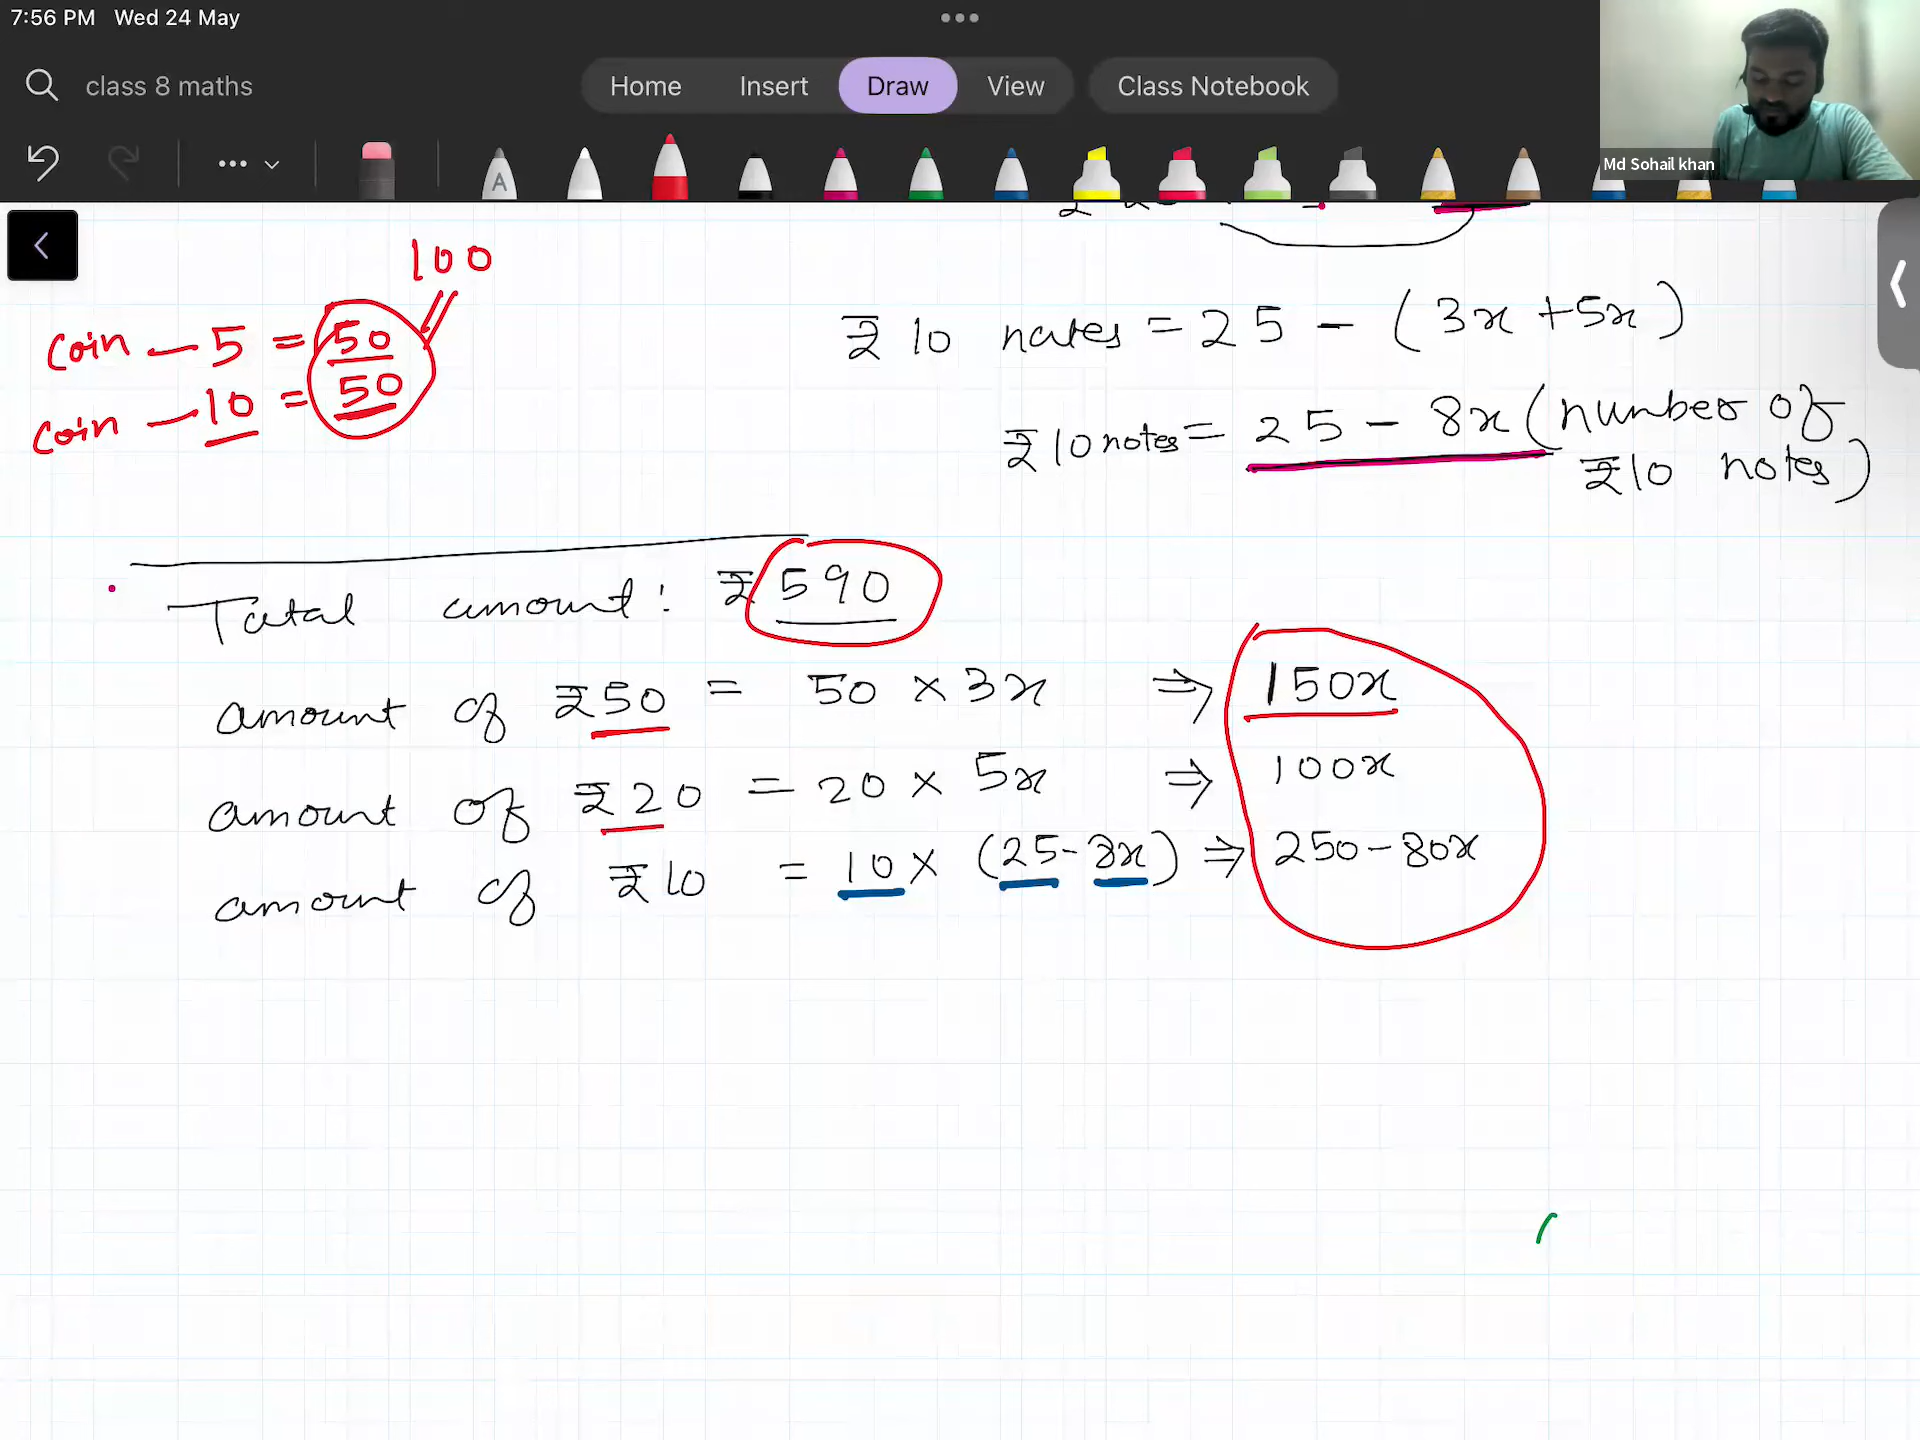 7:56 PM Wed 24 May
class 8 maths
Home Insert Draw View Class Notebook
Md Sohail khan
100
coin — 5 = 50
coin — 10 = 50
₹ 10 notes = 25 - (3x + 5x)
₹ 10 notes = 25 - 8x (number of
₹ 10 notes)
Total amount: ₹ 590
amount of ₹50 = 50 × 3x ⇒ 150x
amount of ₹20 = 20 × 5x ⇒ 100x
amount of ₹10 = 10 × (25 - 8x) ⇒ 250 - 80x